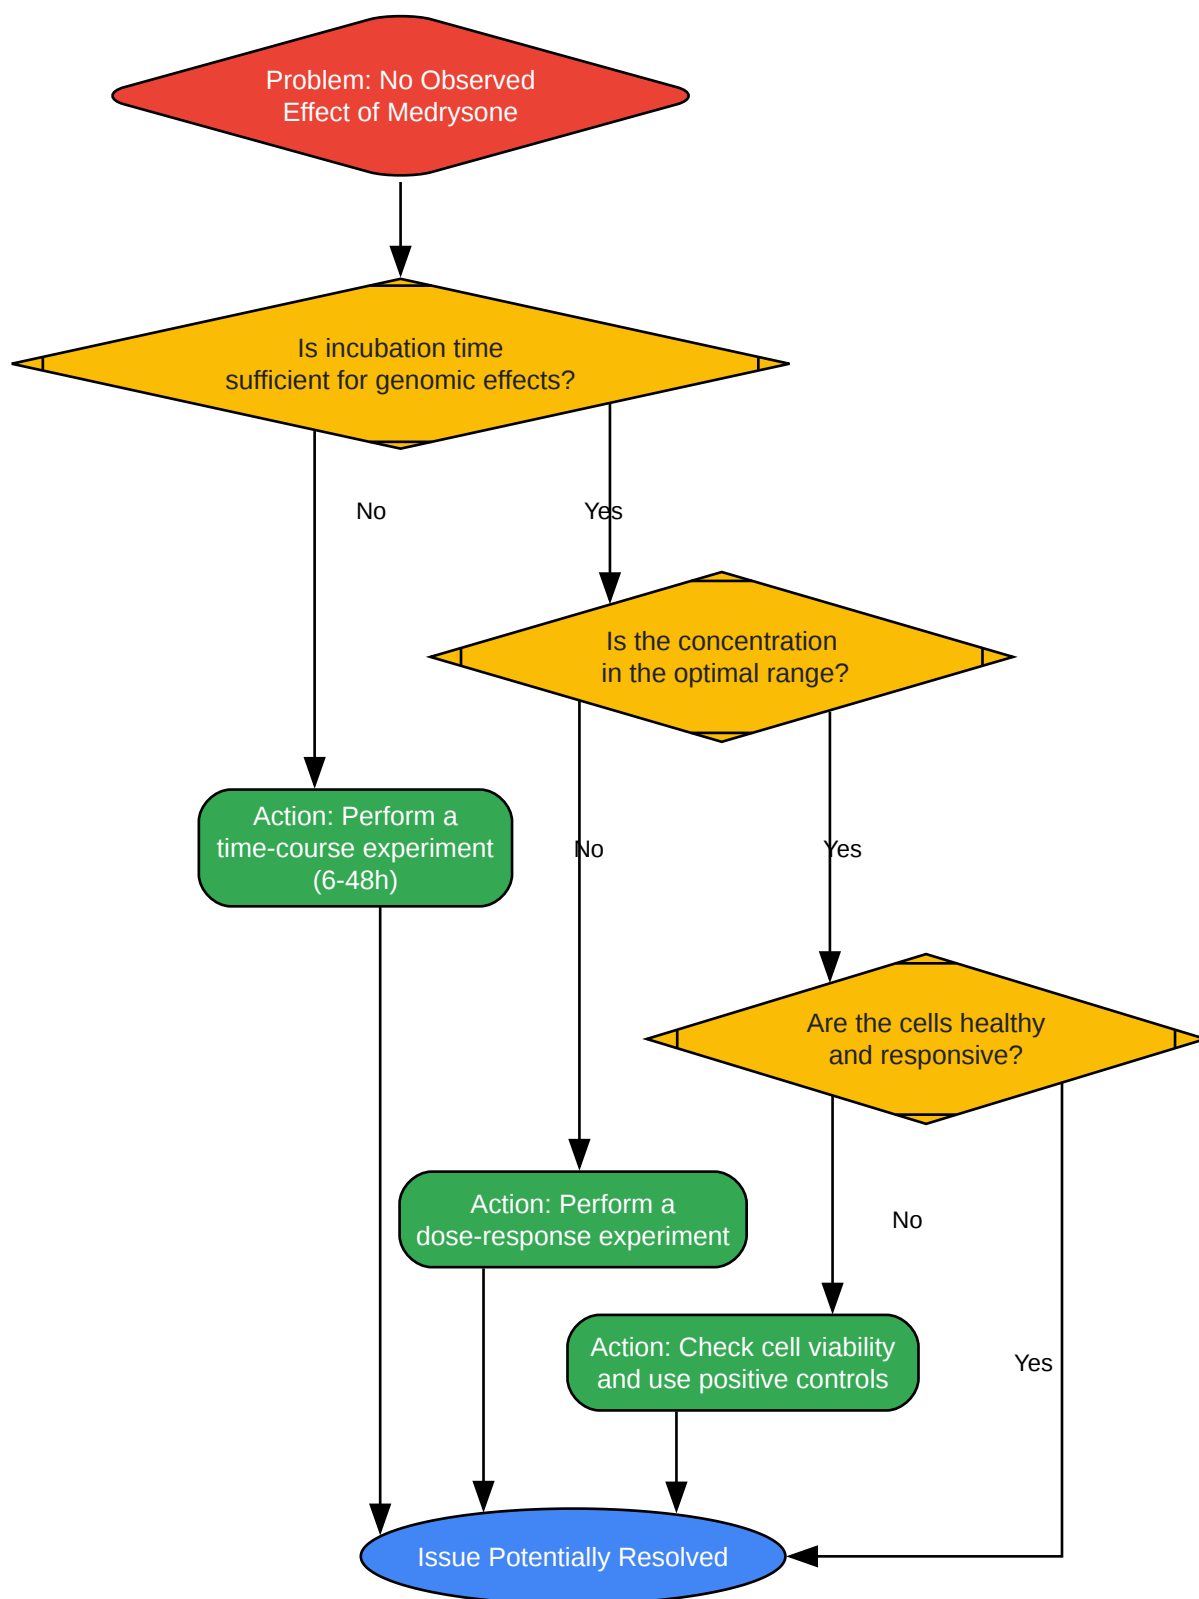 Problem: No Observed
Effect of Medrysone
Is incubation time
sufficient for genomic effects?
No
Yes
Is the concentration
in the optimal range?
Action: Perform a
time-course experiment
(6-48h)
No
Yes
Are the cells healthy
and responsive?
Action: Perform a
dose-response experiment
No
Action: Check cell viability
and use positive controls
Yes
Issue Potentially Resolved